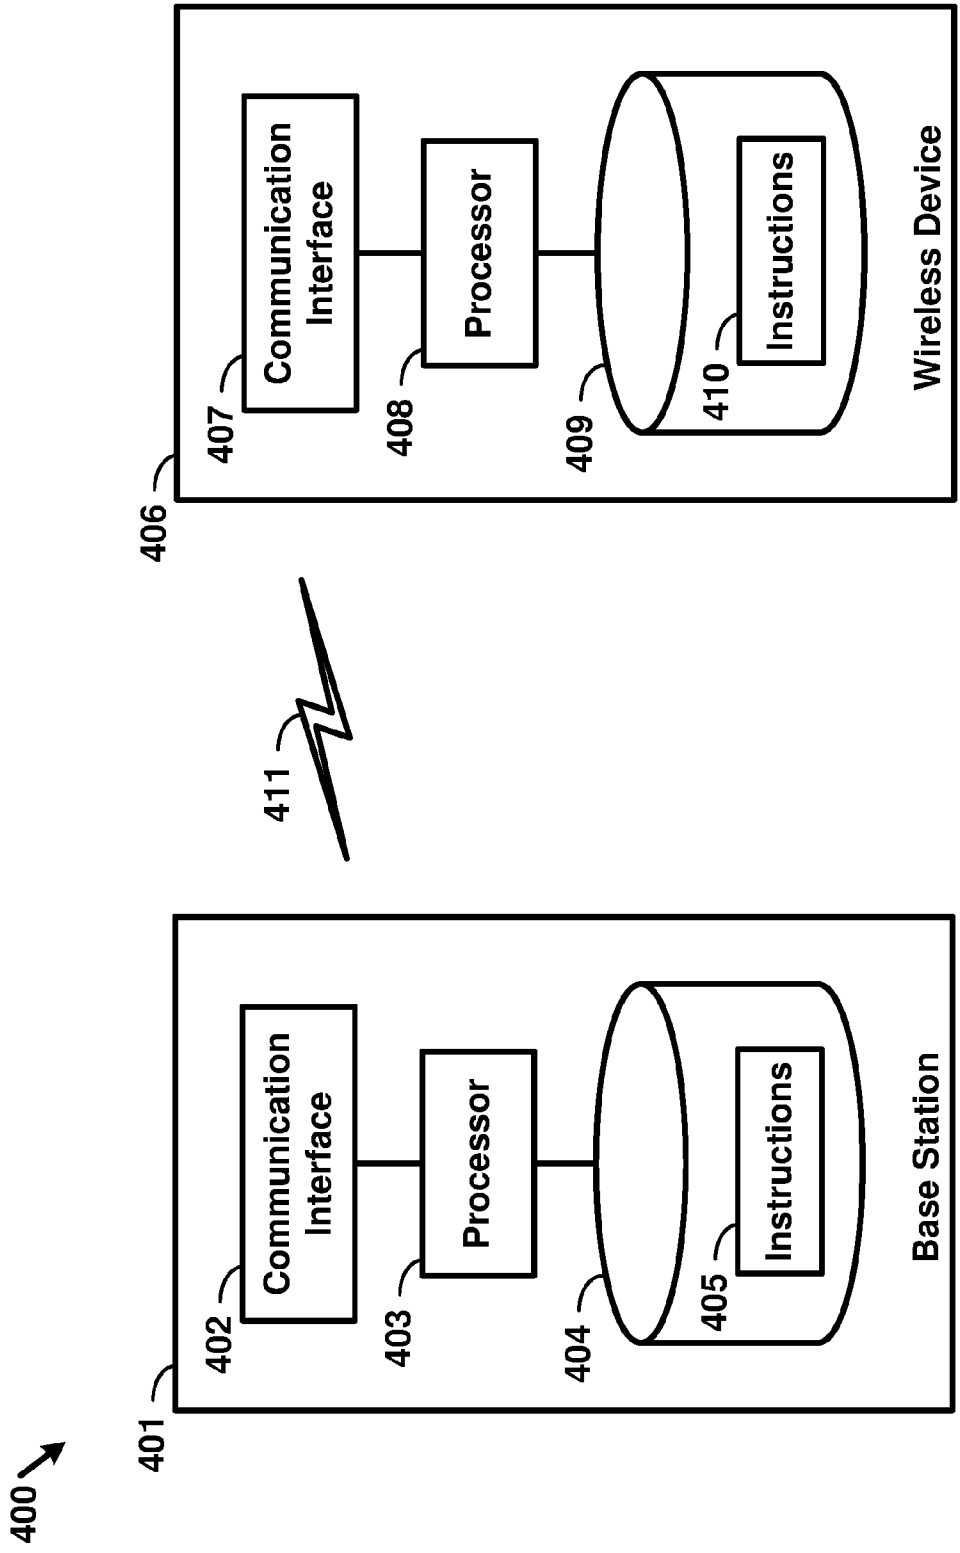 400
401
402
Communication
Interface
403
Processor
404
405
Instructions
Base Station
411
406
407
Communication
Interface
408
Processor
409
410
Instructions
Wireless Device